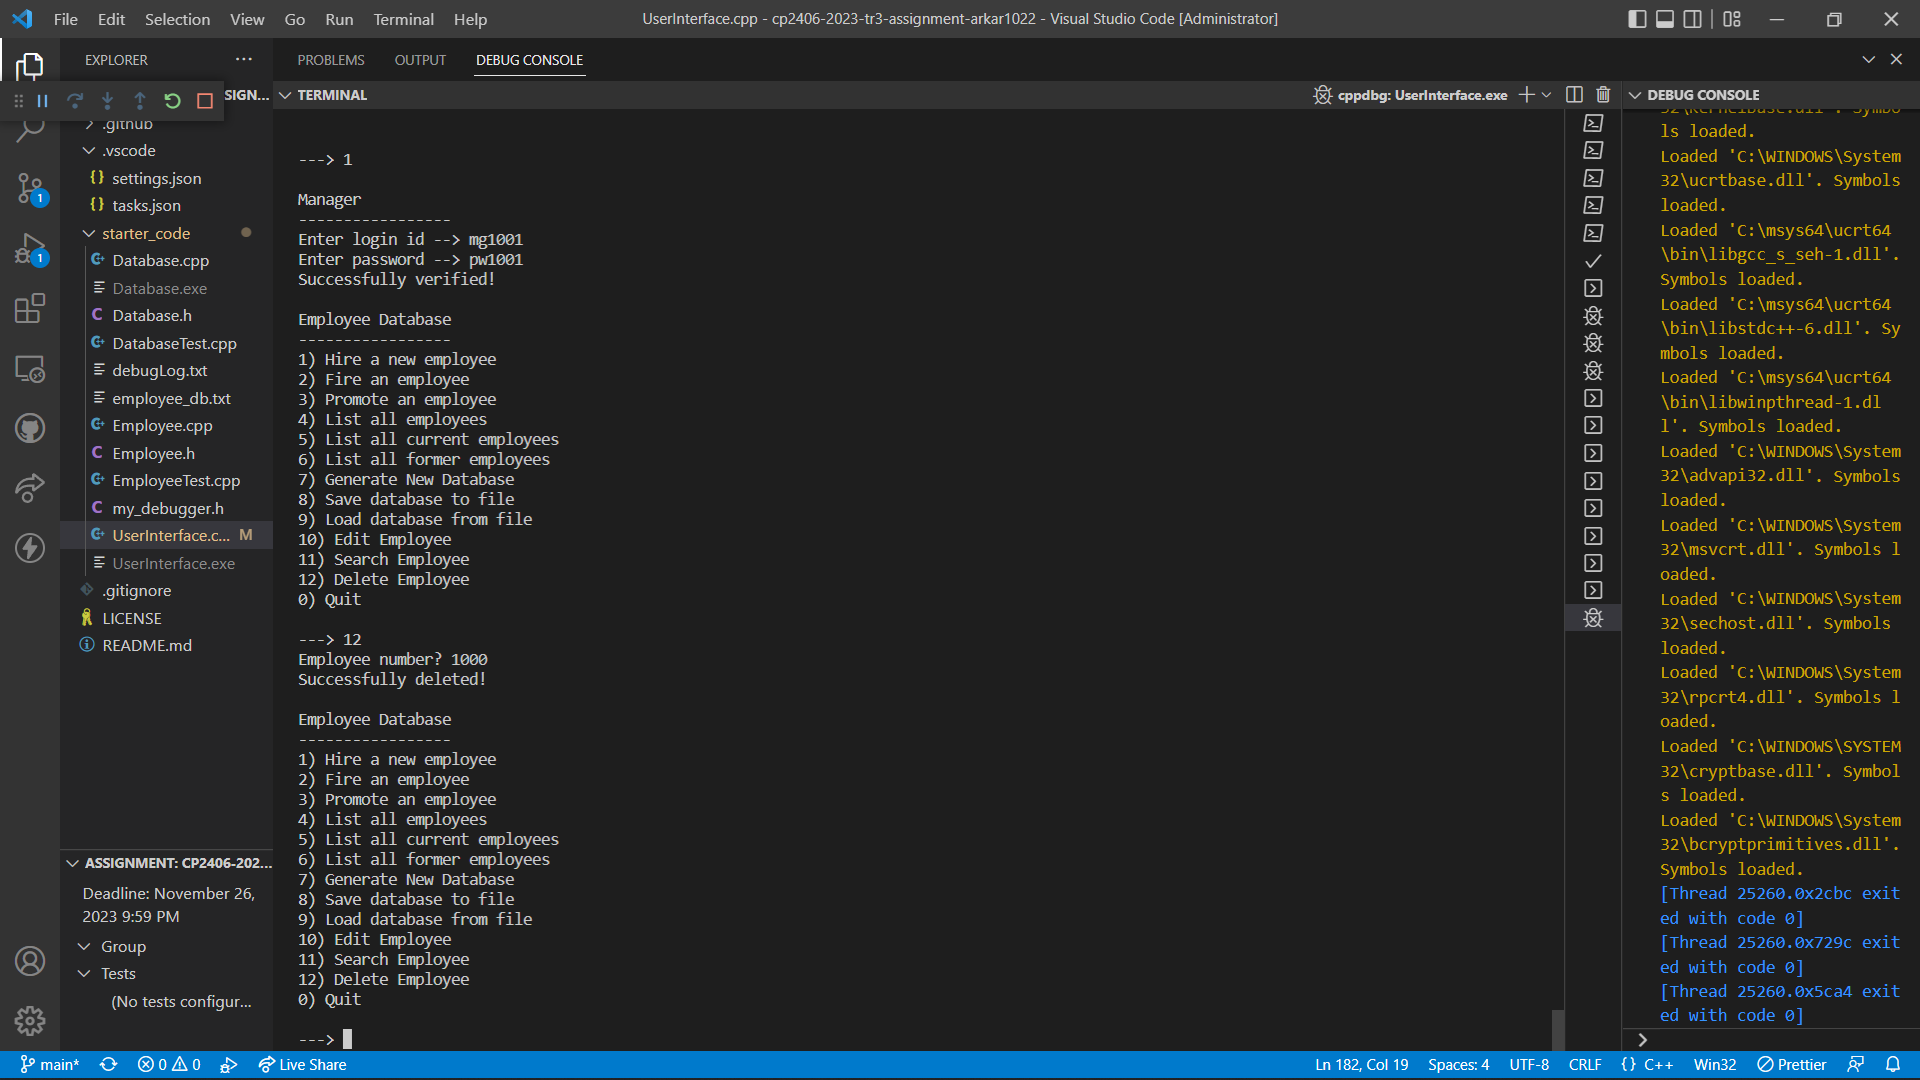 File Edit Selection View Go Run Terminal Help
UserInterface.cpp - cp2406-2023-tr3-assignment-arkar1022 - Visual Studio Code [Administrator]
EXPLORER
SIGN...
.github
.vscode
settings.json
tasks.json
starter_code
Database.cpp
Database.exe
Database.h
DatabaseTest.cpp
debugLog.txt
employee_db.txt
Employee.cpp
Employee.h
EmployeeTest.cpp
my_debugger.h
UserInterface.c... M
UserInterface.exe
.gitignore
LICENSE
README.md
ASSIGNMENT: CP2406-202...
Deadline: November 26,
2023 9:59 PM
Group
Tests
(No tests configur...
1
1
PROBLEMS OUTPUT DEBUG CONSOLE
TERMINAL
cppdbg: UserInterface.exe
---> 1
Manager
-----------------
Enter login id --> mg1001
Enter password --> pw1001
Successfully verified!
Employee Database
-----------------
1) Hire a new employee
2) Fire an employee
3) Promote an employee
4) List all employees
5) List all current employees
6) List all former employees
7) Generate New Database
8) Save database to file
9) Load database from file
10) Edit Employee
11) Search Employee
12) Delete Employee
0) Quit
---> 12
Employee number? 1000
Successfully deleted!
Employee Database
-----------------
1) Hire a new employee
2) Fire an employee
3) Promote an employee
4) List all employees
5) List all current employees
6) List all former employees
7) Generate New Database
8) Save database to file
9) Load database from file
10) Edit Employee
11) Search Employee
12) Delete Employee
0) Quit
--->
DEBUG CONSOLE
32\kernelbase.dll'. Symbo
ls loaded.
Loaded 'C:\WINDOWS\System
32\ucrtbase.dll'. Symbols
loaded.
Loaded 'C:\msys64\ucrt64
\bin\libgcc_s_seh-1.dll'.
Symbols loaded.
Loaded 'C:\msys64\ucrt64
\bin\libstdc++-6.dll'. Sy
mbols loaded.
Loaded 'C:\msys64\ucrt64
\bin\libwinpthread-1.dl
l'. Symbols loaded.
Loaded 'C:\WINDOWS\System
32\advapi32.dll'. Symbols
loaded.
Loaded 'C:\WINDOWS\System
32\msvcrt.dll'. Symbols l
oaded.
Loaded 'C:\WINDOWS\System
32\sechost.dll'. Symbols
loaded.
Loaded 'C:\WINDOWS\System
32\rpcrt4.dll'. Symbols l
oaded.
Loaded 'C:\WINDOWS\SYSTEM
32\cryptbase.dll'. Symbol
s loaded.
Loaded 'C:\WINDOWS\System
32\bcryptprimitives.dll'.
Symbols loaded.
[Thread 25260.0x2cbc exit
ed with code 0]
[Thread 25260.0x729c exit
ed with code 0]
[Thread 25260.0x5ca4 exit
ed with code 0]
main* 0 0 Live Share Ln 182, Col 19 Spaces: 4 UTF-8 CRLF {} C++ Win32 Prettier